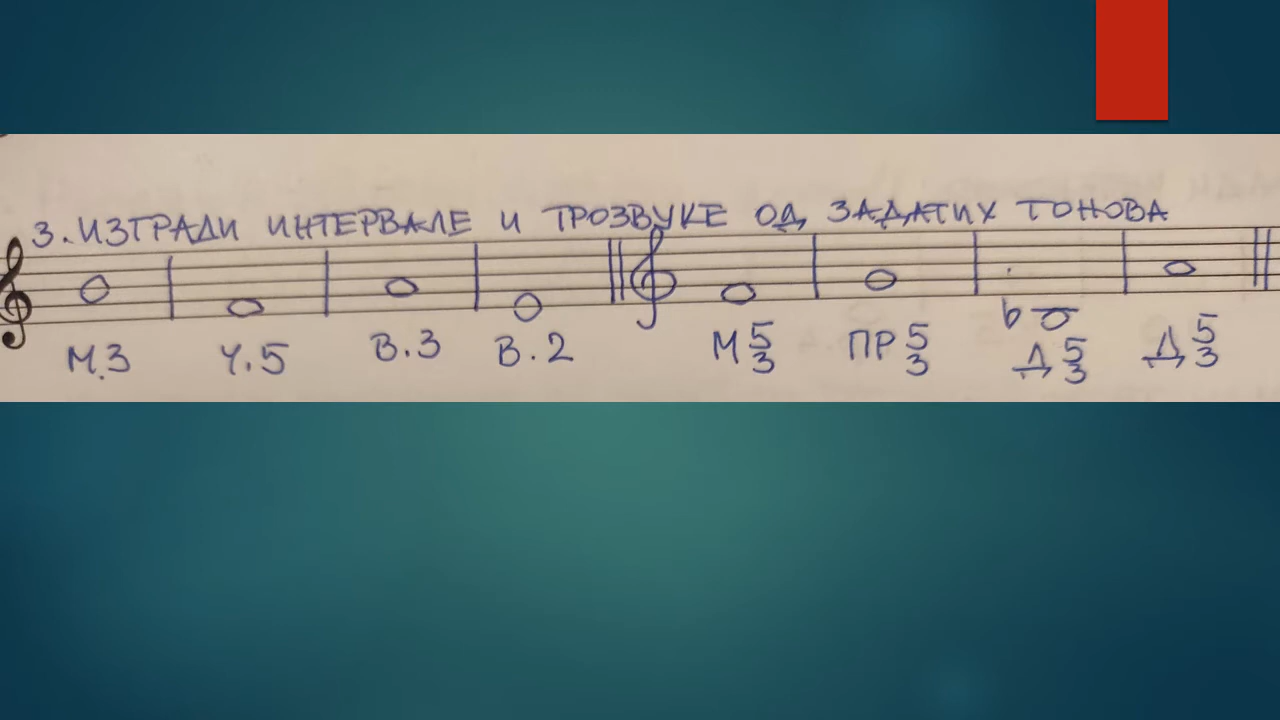 3. ИЗГРАДИ ИНТЕРВАЛЕ И ТРОЗВУКЕ ОД ЗАДАТИХ ТОНОВА
М.3 Ч.5 В.3 В.2 М 5 3 ПР 5 3 Д 5 3 Д 5 3